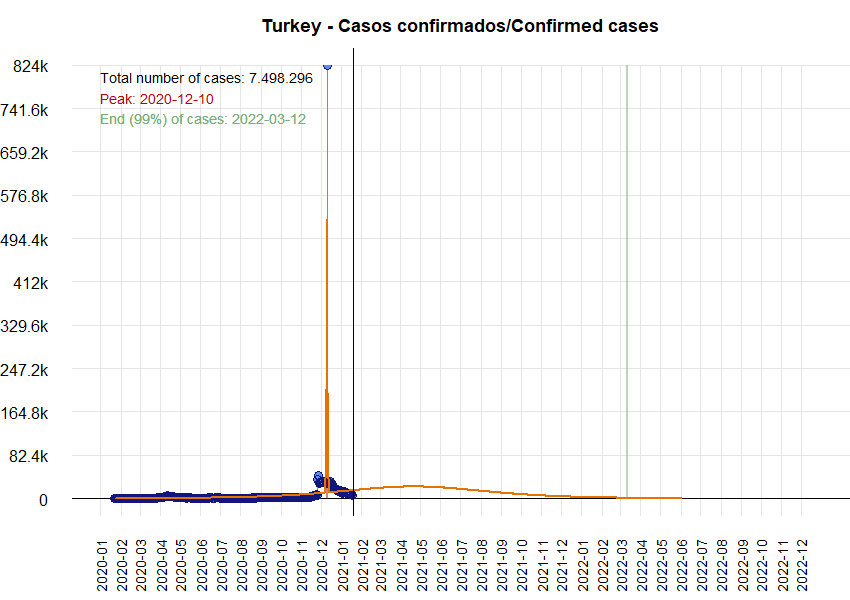 Turkey - Casos confirmados/Confirmed cases
824k
Total number of cases: 7.498.296
Peak: 2020-12-10
741.6k
End (99%) of cases: 2022-03-12
659.2k
576.8k
494.4k
412k
329.6k
247.2k
164.8k
82.4k
0
2020-01
2020-02
2020-03
2020-04
2020-05
2020-06
2020-07
2020-08
2020-09
2020-10
2020-11
2020-12
2021-01
2021-02
2021-03
2021-04
2021-05
2021-06
2021-07
2021-08
2021-09
2021-10
2021-11
2021-12
2022-01
2022-02
2022-03
2022-04
2022-05
2022-06
2022-07
2022-08
2022-09
2022-10
2022-11
2022-12